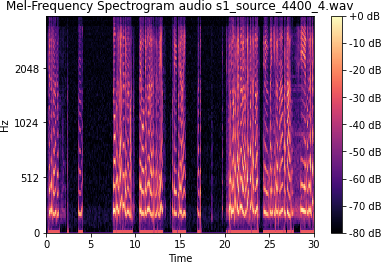 Mel-Frequency Spectrogram audio s1_source_4400_4.wav
+0 dB
-10 dB
2048
-20 dB
-30 dB
Hz
1024
-40 dB
-50 dB
512
-60 dB
-70 dB
0
-80 dB
0 5 10 15 20 25 30
Time